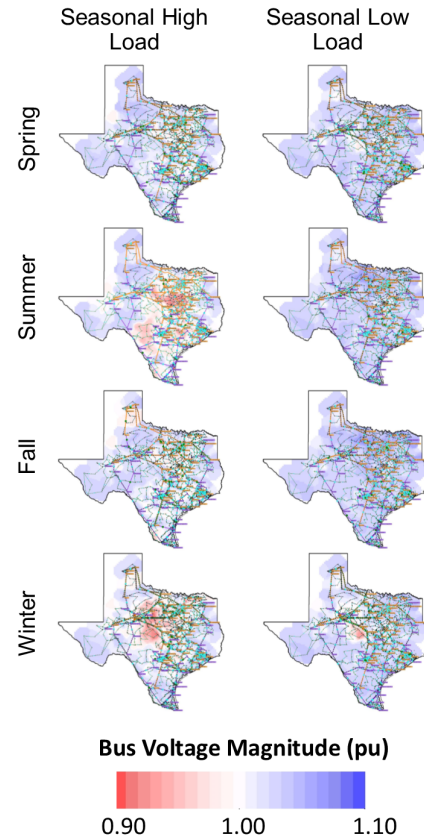 Seasonal High
Load
Seasonal Low
Load
Spring
Summer
Fall
Winter
Bus Voltage Magnitude (pu)
0.90 1.00 1.10